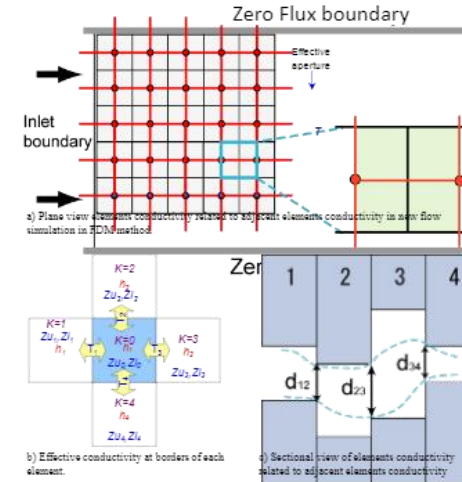 Zero Flux boundary
Effective
aperture
Inlet
boundary
T
a) Plane view elements conductivity related to adjacent elements conductivity in new flow
simulation in FDM method.
Zer
1 2 3 4
K=2
h2
Zu2,Zl2
K=1
Zu1,Zl1
h1
T1
K=0
Zu0,Zl0
K=3
h3
Zu3,Zl3
K=4
h4
Zu4,Zl4
d12
d23
d34
b) Effective conductivity at borders of each
element.
c) Sectional view of elements conductivity
related to adjacent elements conductivity